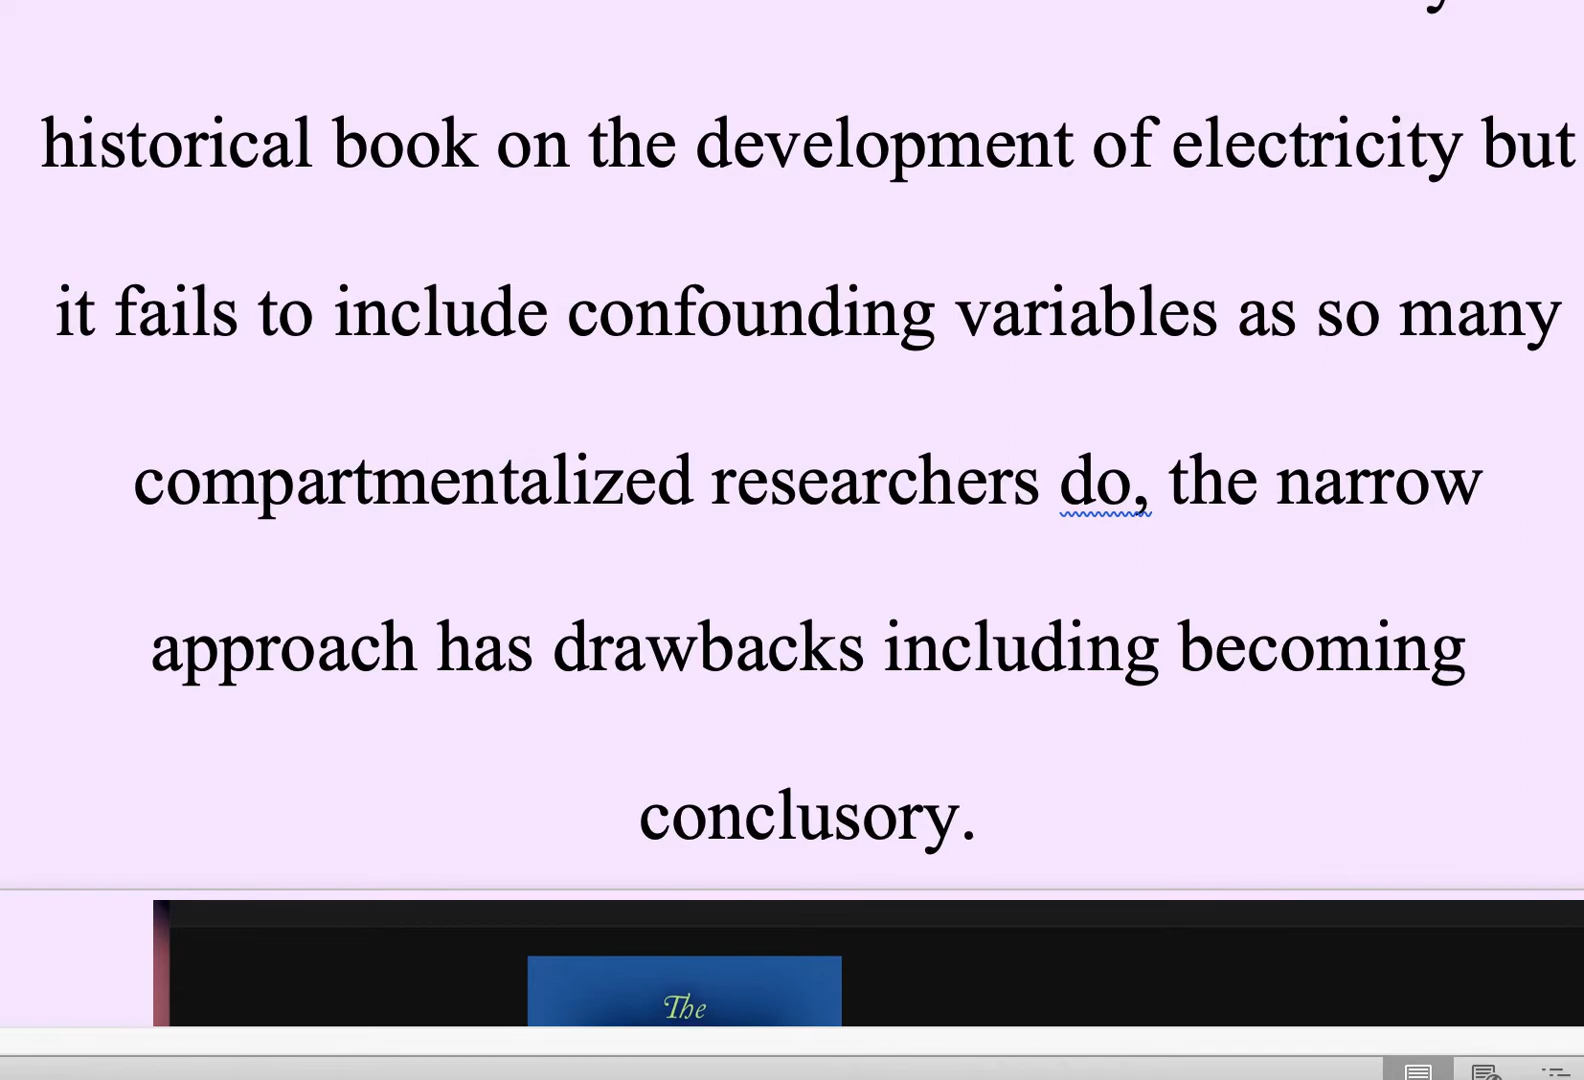 historical book on the development of electricity but
it fails to include confounding variables as so many
compartmentalized researchers do, the narrow
approach has drawbacks including becoming
conclusory.
The